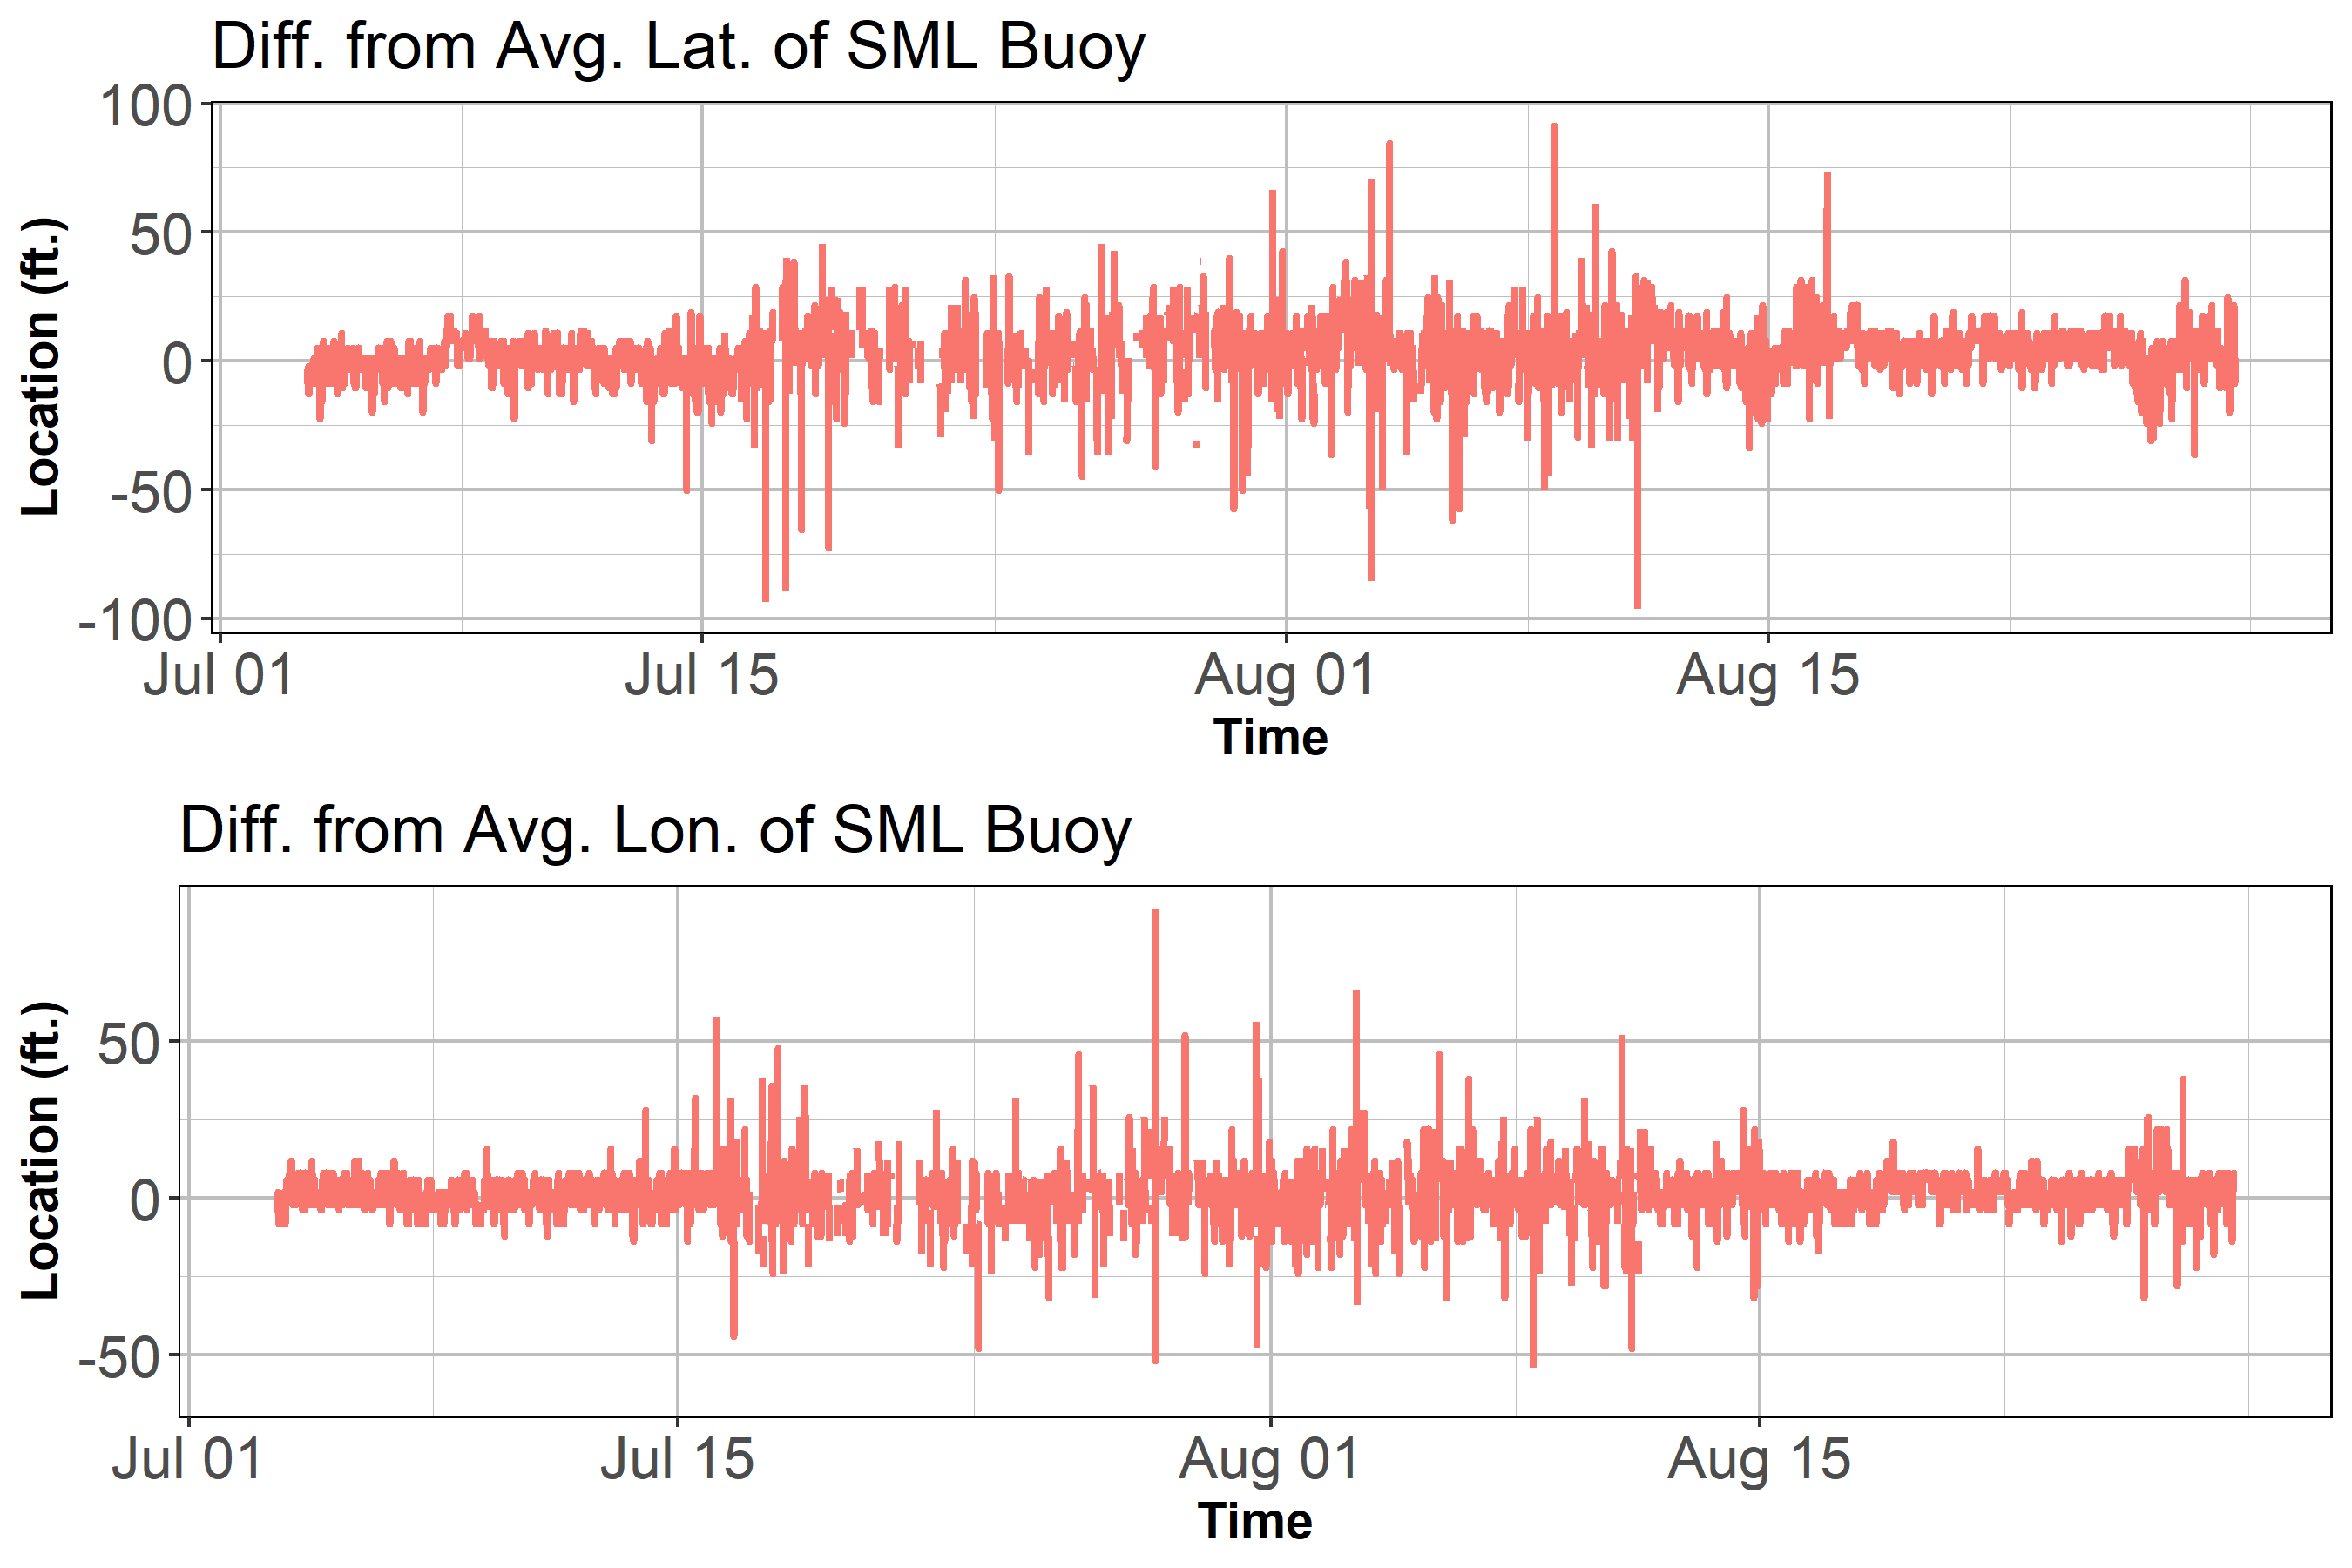 Diff. from Avg. Lat. of SML Buoy
100
50
0
-50
-100
Location (ft.)
Jul 01 Jul 15 Aug 01 Aug 15
Time
Diff. from Avg. Lon. of SML Buoy
50
0
-50
Location (ft.)
Jul 01 Jul 15 Aug 01 Aug 15
Time